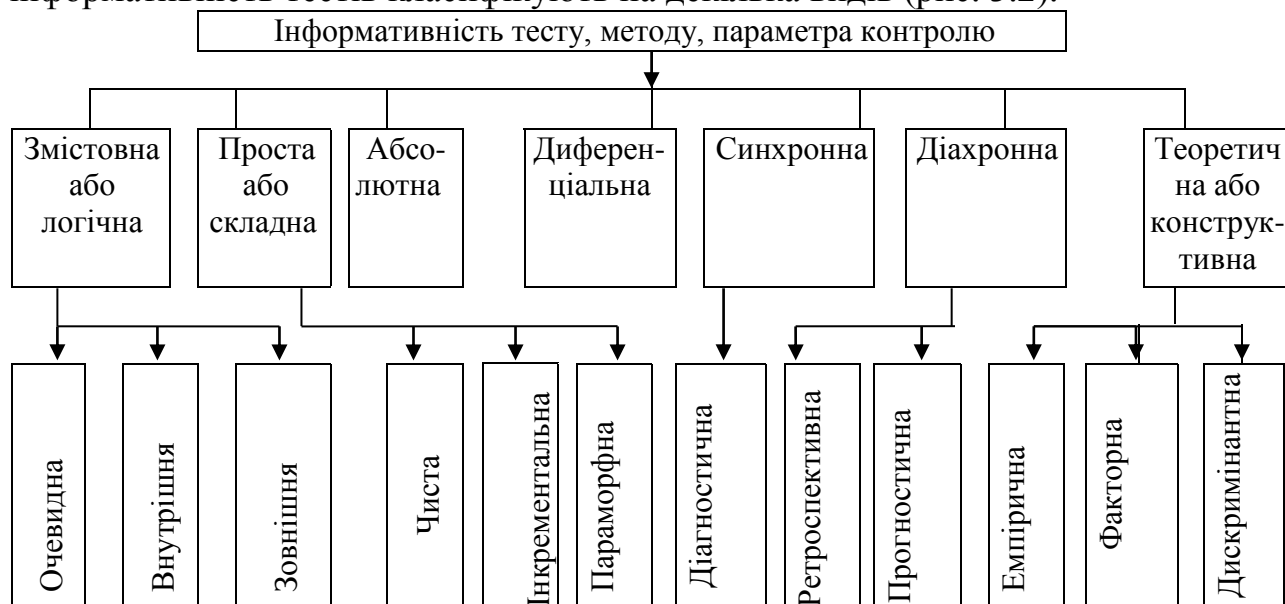 інформативність тестів класифікують на декілька видів (рис. 3.2).
Інформативність тесту, методу, параметра контролю
Змістовна
або
логічна
Проста
або
складна
Абсо-
лютна
Диферен-
ціальна
Синхронна
Діахронна
Теоретич
на або
конструк-
тивна
Очевидна
Внутрішня
Зовнішня
Чиста
Інкрементальна
Параморфна
Діагностична
Ретроспективна
Прогностична
Емпірична
Факторна
Дискримінантна